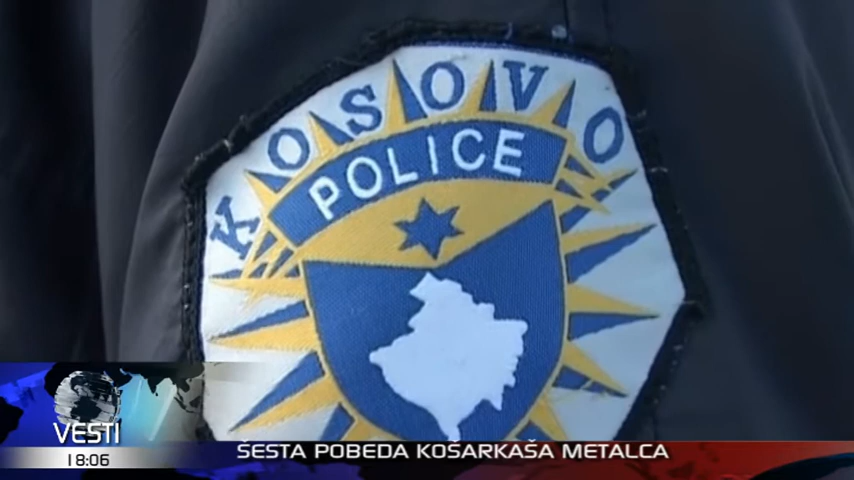 KOSOVO
POLICE
VESTI
18:06
ŠESTA POBEDA KOŠARKAŠA METALCA